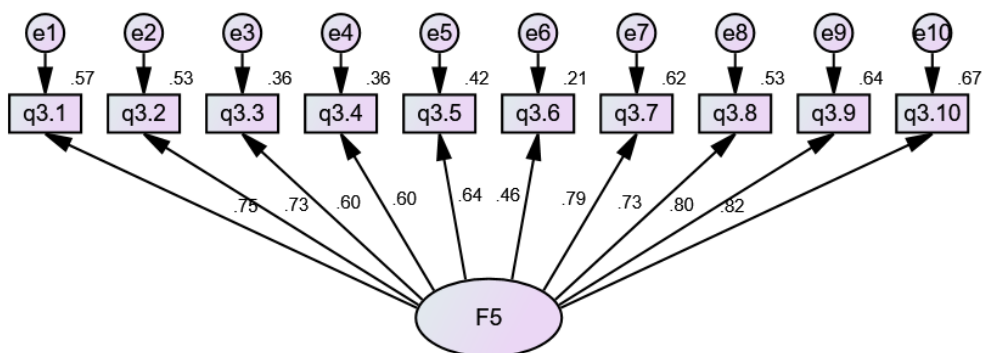 e1 e2 e3 e4 e5 e6 e7 e8 e9 e10
.57 .53 .36 .36 .42 .21 .62 .53 .64 .67
q3.1 q3.2 q3.3 q3.4 q3.5 q3.6 q3.7 q3.8 q3.9 q3.10
.75 .73 .60 .60 .64 .46 .79 .73 .80 .82
F5